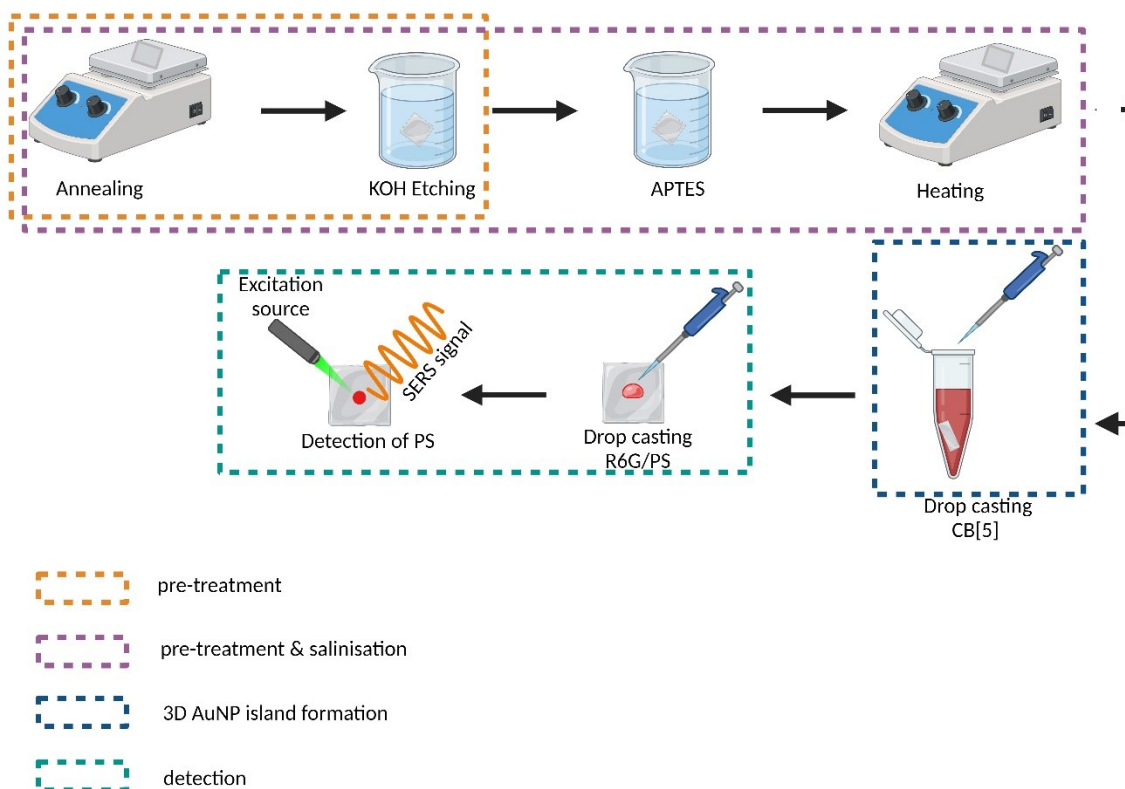 Annealing
KOH Etching
APTES
Heating
Excitation
source
SERS signal
Detection of PS
Drop casting
R6G/PS
Drop casting
CB[5]
pre-treatment
pre-treatment & salinisation
3D AuNP island formation
detection